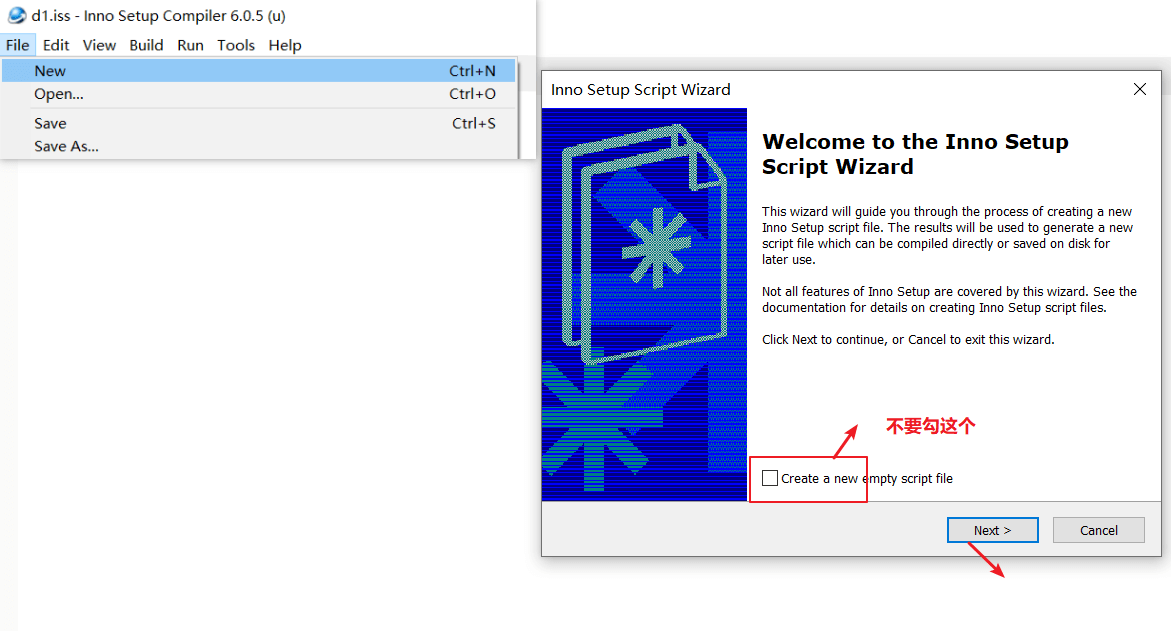 d1.iss - Inno Setup Compiler 6.0.5 (u)
File Edit View Build Run Tools Help
New Ctrl+N
Open... Ctrl+O
Save Ctrl+S
Save As...
Inno Setup Script Wizard
Welcome to the Inno Setup
Script Wizard
This wizard will guide you through the process of creating a new
Inno Setup script file. The results will be used to generate a new
script file which can be compiled directly or saved on disk for
later use.
Not all features of Inno Setup are covered by this wizard. See the
documentation for details on creating Inno Setup script files.
Click Next to continue, or Cancel to exit this wizard.
不要勾这个
Create a new empty script file
Next >
Cancel